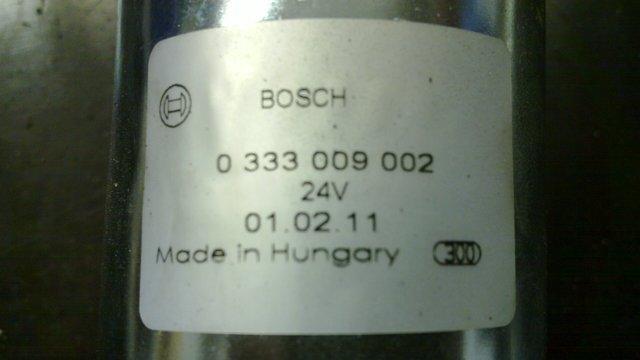 BOSCH
0 333 009 002
24V
01.02.11
Made in Hungary 300